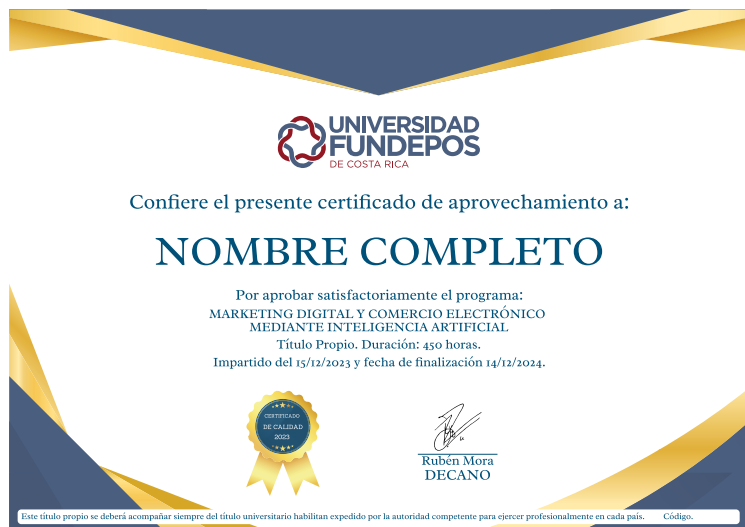 UNIVERSIDAD
FUNDEPOS
DE COSTA RICA
Confiere el presente certificado de aprovechamiento a:
NOMBRE COMPLETO
Por aprobar satisfactoriamente el programa:
MARKETING DIGITAL Y COMERCIO ELECTRÓNICO
MEDIANTE INTELIGENCIA ARTIFICIAL
Título Propio. Duración: 450 horas.
Impartido del 15/12/2023 y fecha de finalización 14/12/2024.
CERTIFICADO
DE CALIDAD
2023
Rubén Mora
DECANO
Este título propio se deberá acompañar siempre del título universitario habilitan expedido por la autoridad competente para ejercer profesionalmente en cada país. Código.